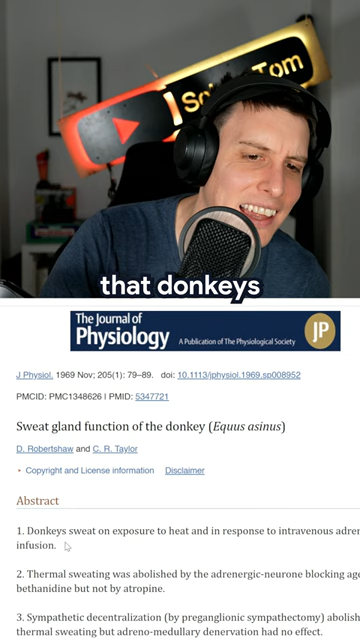 Tom
that donkeys
The Journal of
Physiology
A Publication of The Physiological Society
JP
J Physiol. 1969 Nov; 205(1): 79–89. doi: 10.1113/jphysiol.1969.sp008952
PMCID: PMC1348626 | PMID: 5347721
Sweat gland function of the donkey (Equus asinus)
D. Robertshaw and C. R. Taylor
▸ Copyright and License information Disclaimer
Abstract
1. Donkeys sweat on exposure to heat and in response to intravenous adre
infusion.
2. Thermal sweating was abolished by the adrenergic-neurone blocking age
bethanidine but not by atropine.
3. Sympathetic decentralization (by preganglionic sympathectomy) abolish
thermal sweating but adreno-medullary denervation had no effect.